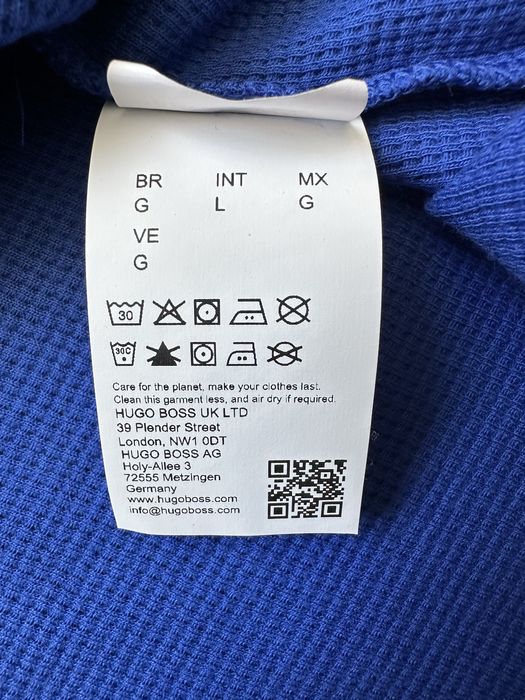 BR INT MX
G L G
VE
G
30
30C
Care for the planet, make your clothes last.
Clean this garment less, and air dry if required.
HUGO BOSS UK LTD
39 Plender Street
London, NW1 0DT
HUGO BOSS AG
Holy-Allee 3
72555 Metzingen
Germany
www.hugoboss.com
info@hugoboss.com